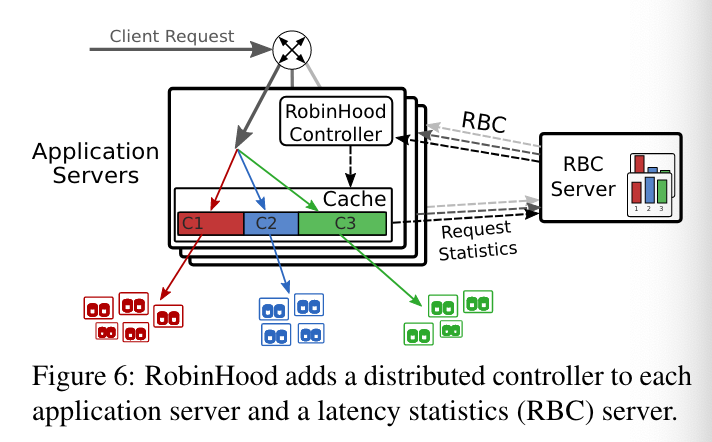 Client Request
RobinHood
Controller
RBC
Application
Servers
RBC
Server
Cache
C1 C2 C3
1 2 3
Request
Statistics
Figure 6: RobinHood adds a distributed controller to each
application server and a latency statistics (RBC) server.